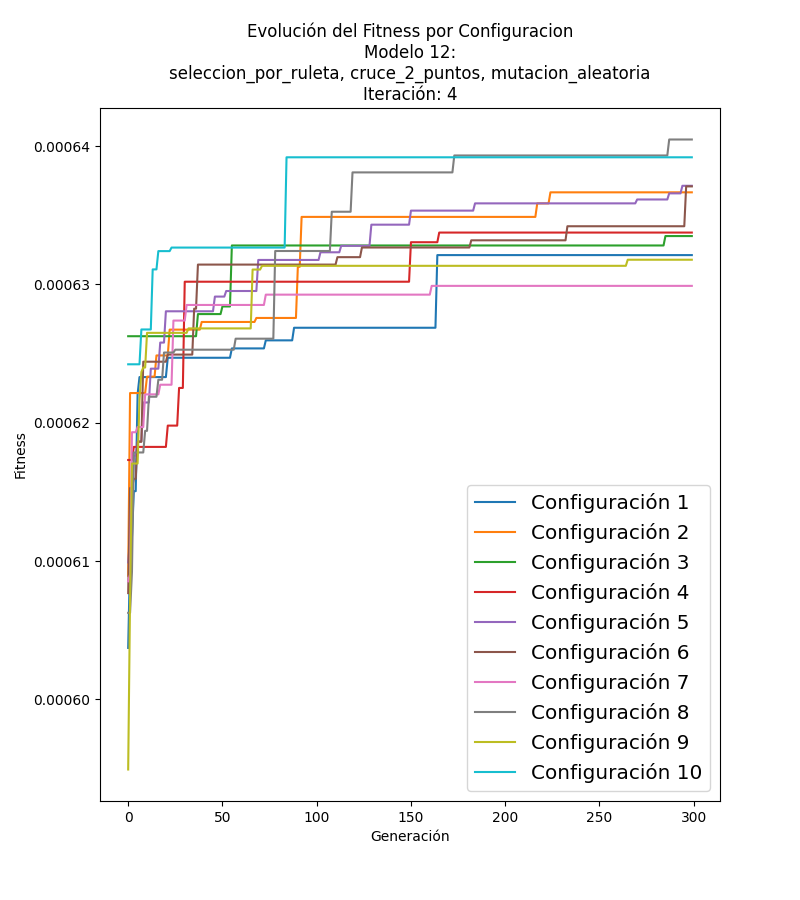 Evolución del Fitness por Configuracion
Modelo 12:
seleccion_por_ruleta, cruce_2_puntos, mutacion_aleatoria
Iteración: 4
0.00064
0.00063
0.00062
0.00061
0.00060
Fitness
Configuración 1
Configuración 2
Configuración 3
Configuración 4
Configuración 5
Configuración 6
Configuración 7
Configuración 8
Configuración 9
Configuración 10
0 50 100 150 200 250 300
Generación